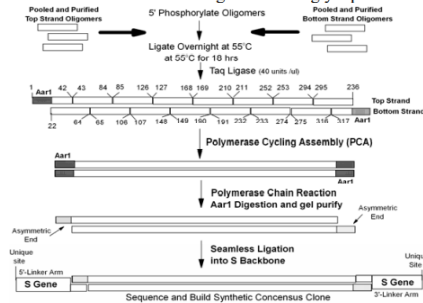 Pooled and Purified
Top Strand Oligomers
5' Phosphorylate Oligomers
Pooled and Purified
Bottom Strand Oligomers
Ligate Overnight at 55˚C
at 55˚C for 18 hrs
Taq Ligase (40 units /ul)
1 42 43 84 85 126 127 168 169 210 211 252 253 294 295 236
Aar1
Top Strand
Bottom Strand
22 64 65 106 107 148 149 190 191 232 233 274 275 316 317
Aar1
Polymerase Cycling Assembly (PCA)
Aar1
Aar1
Polymerase Chain Reaction
Aar1 Digestion and gel purify
Asymmetric
End
Asymmetric
End
Seamless Ligation
into S Backbone
Unique
site
5'-Linker Arm
S Gene
Uni
site
S Gene
3'-Linker Arm
Sequence and Build Synthetic Concensus Clone